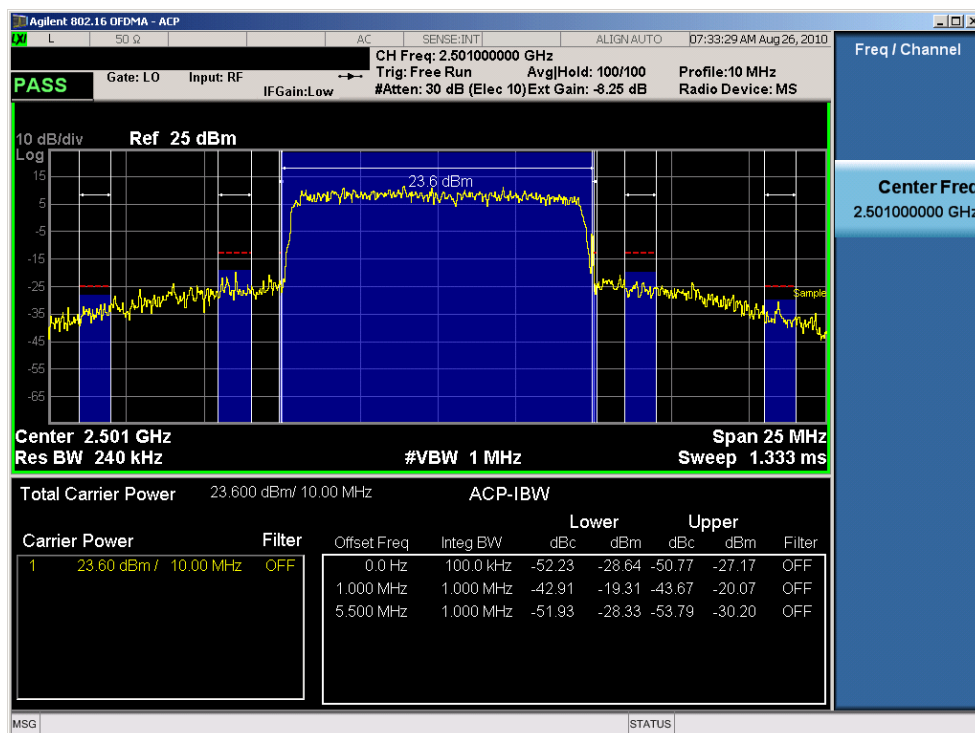 Agilent 802.16 OFDMA - ACP
LXI L 50 Ω AC SENSE:INT ALIGN AUTO 07:33:29 AM Aug 26, 2010
CH Freq: 2.501000000 GHz
PASS Gate: LO Input: RF Trig: Free Run Avg|Hold: 100/100 Profile:10 MHz
IFGain:Low #Atten: 30 dB (Elec 10) Ext Gain: -8.25 dB Radio Device: MS
Freq / Channel
Center Freq
2.501000000 GHz
10 dB/div Ref 25 dBm
Log
15
5
-5
-15
-25
-35
-45
-55
-65
23.6 dBm
Sample
Center 2.501 GHz Span 25 MHz
Res BW 240 kHz #VBW 1 MHz Sweep 1.333 ms
Total Carrier Power 23.600 dBm/ 10.00 MHz ACP-IBW
Lower Upper
Carrier Power Filter Offset Freq Integ BW dBc dBm dBc dBm Filter
1 23.60 dBm / 10.00 MHz OFF 0.0 Hz 100.0 kHz -52.23 -28.64 -50.77 -27.17 OFF
1.000 MHz 1.000 MHz -42.91 -19.31 -43.67 -20.07 OFF
5.500 MHz 1.000 MHz -51.93 -28.33 -53.79 -30.20 OFF
MSG STATUS